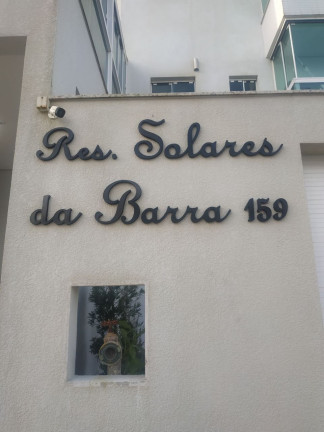 Res. Solares
da Barra 159